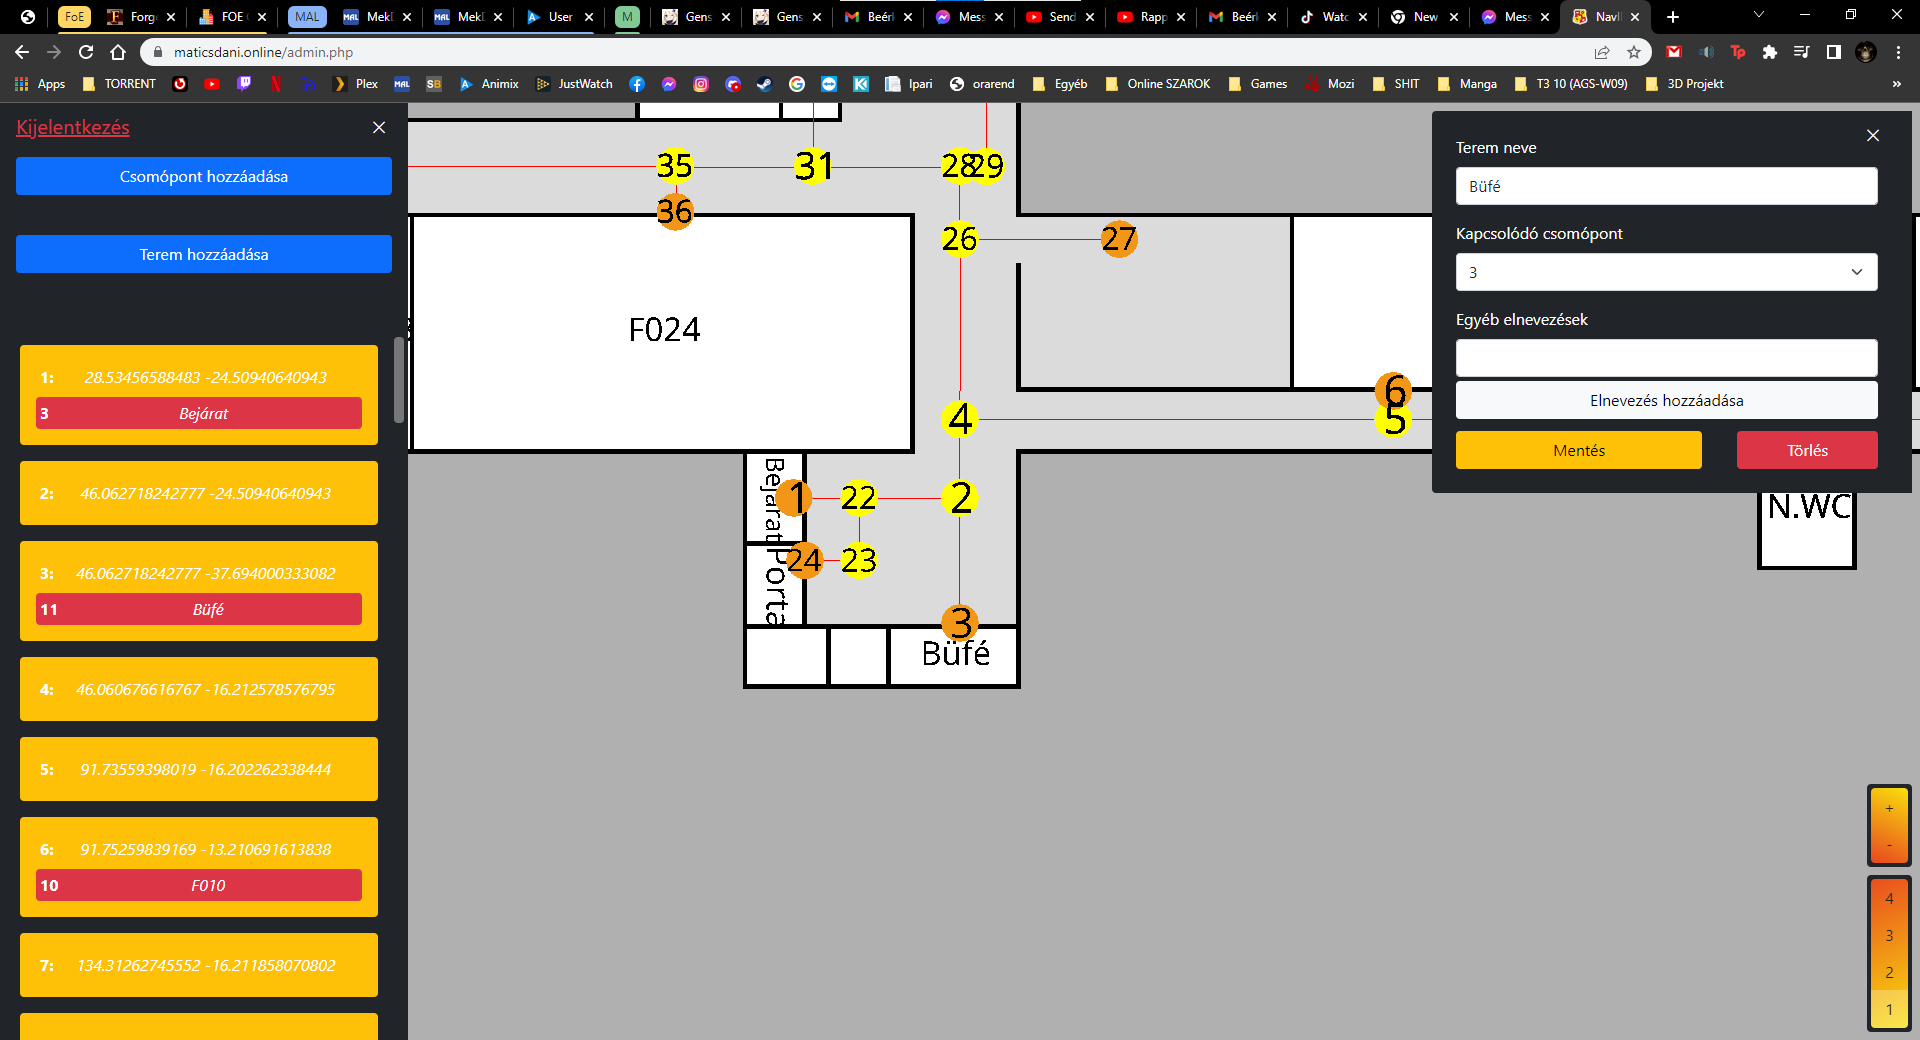 FoE
Forg
FOE
MAL
MekI
MekI
User
M
Gens
Gens
Beérk
Mess
Send
Rapp
Beérk
Watc
New
Mess
NavI
maticsdani.online/admin.php
Apps
TORRENT
Plex
MAL
SB
Animix
JustWatch
Ipari
orarend
Egyéb
Online SZAROK
Games
Mozi
SHIT
Manga
T3 10 (AGS-W09)
3D Projekt
»
Kijelentkezés
Csomópont hozzáadása
Terem hozzáadása
1: 28.53456588483 -24.50940640943
3 Bejárat
2: 46.062718242777 -24.50940640943
3: 46.062718242777 -37.694000333082
11 Büfé
4: 46.060676616767 -16.212578576795
5: 91.73559398019 -16.202262338444
6: 91.75259839169 -13.210691613838
10 F010
7: 134.31262745552 -16.211858070802
35
31
28
29
36
26
27
F024
4
6
5
Bejárat
1
22
2
24
23
Porta
3
Büfé
N.WC
Terem neve
Büfé
Kapcsolódó csomópont
3
Egyéb elnevezések
Elnevezés hozzáadása
Mentés
Törlés
+
-
4
3
2
1